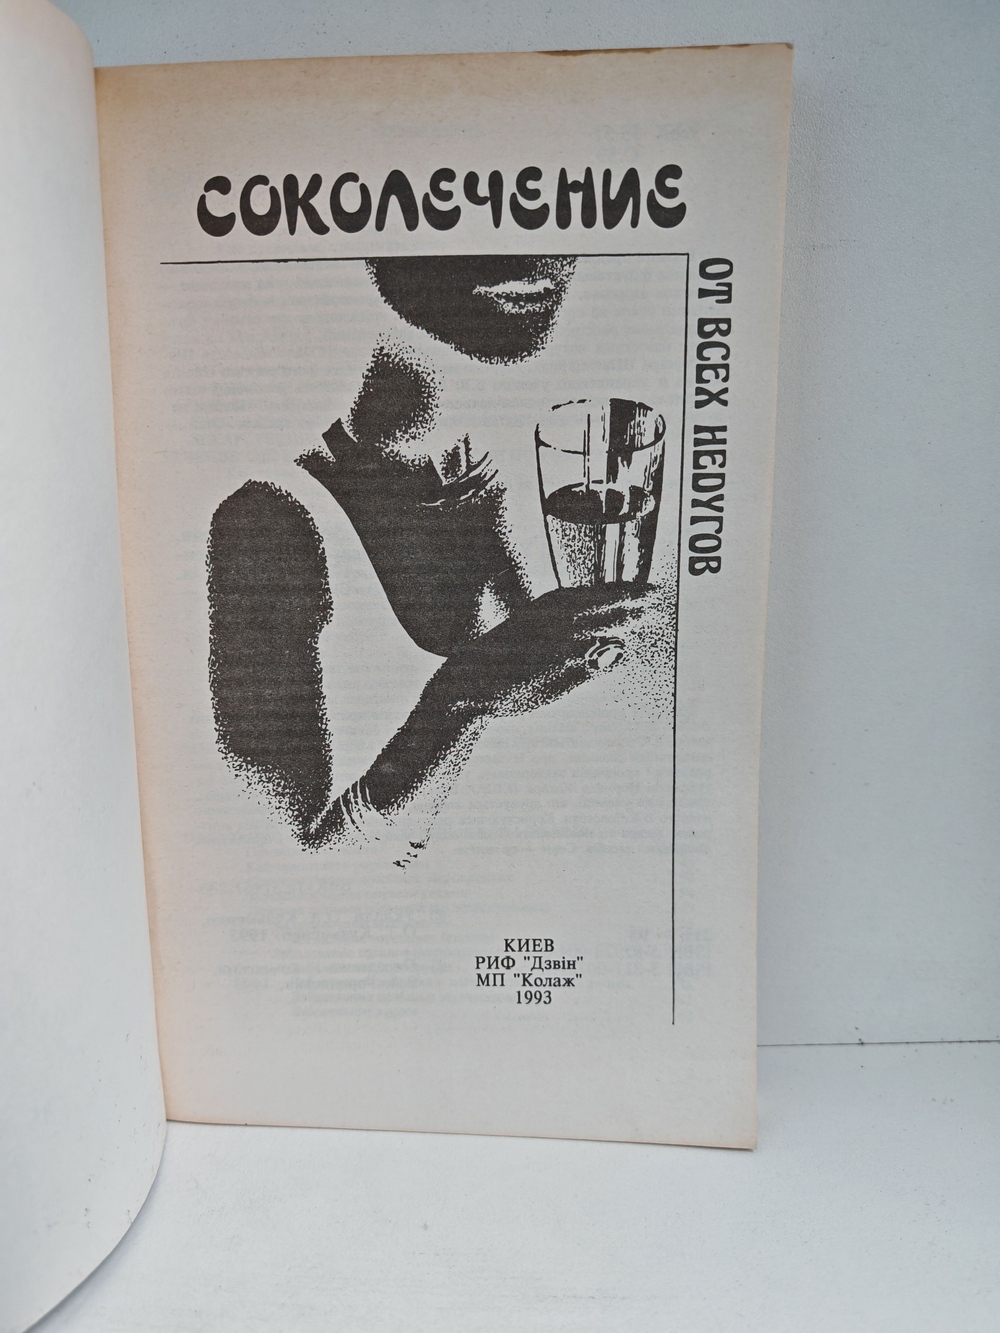 СОКОЛЕЧЕНИЕ
ОТ ВСЕХ НЕДУГОВ
КИЕВ
РИФ "Дзвін"
МП "Колаж"
1993